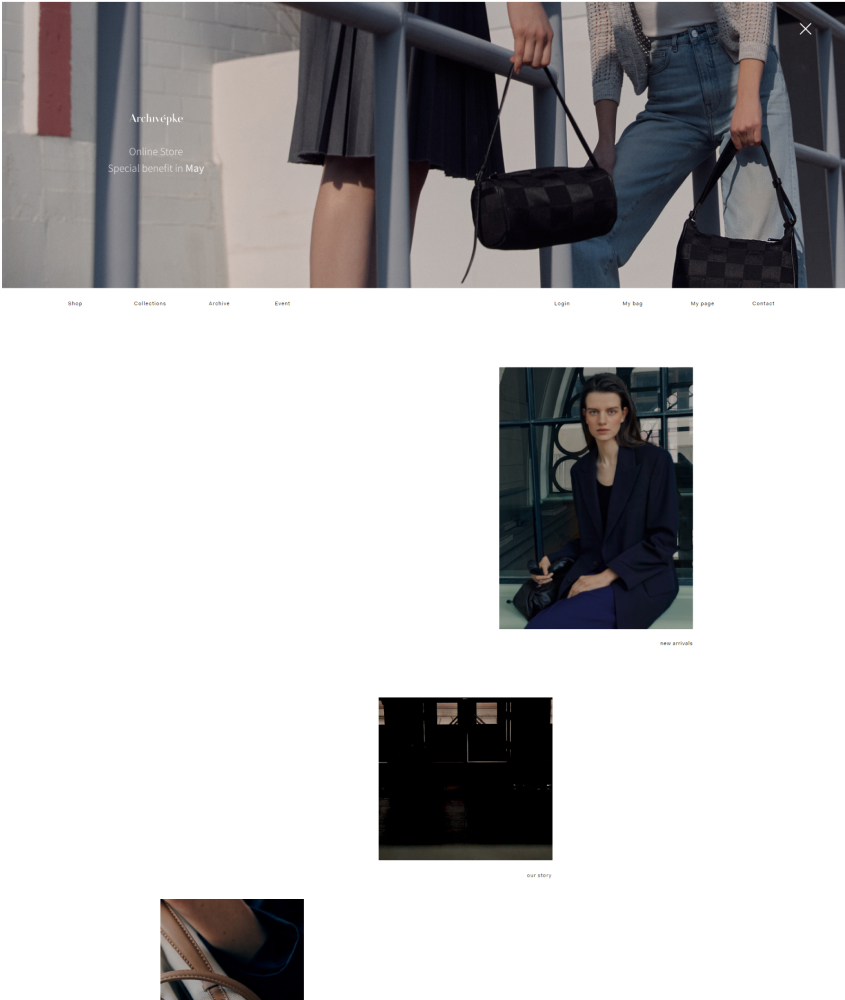 Archivépke
Online Store
Special benefit in May
Shop
Collections
Archive
Event
Login
My bag
My page
Contact
new arrivals
our story